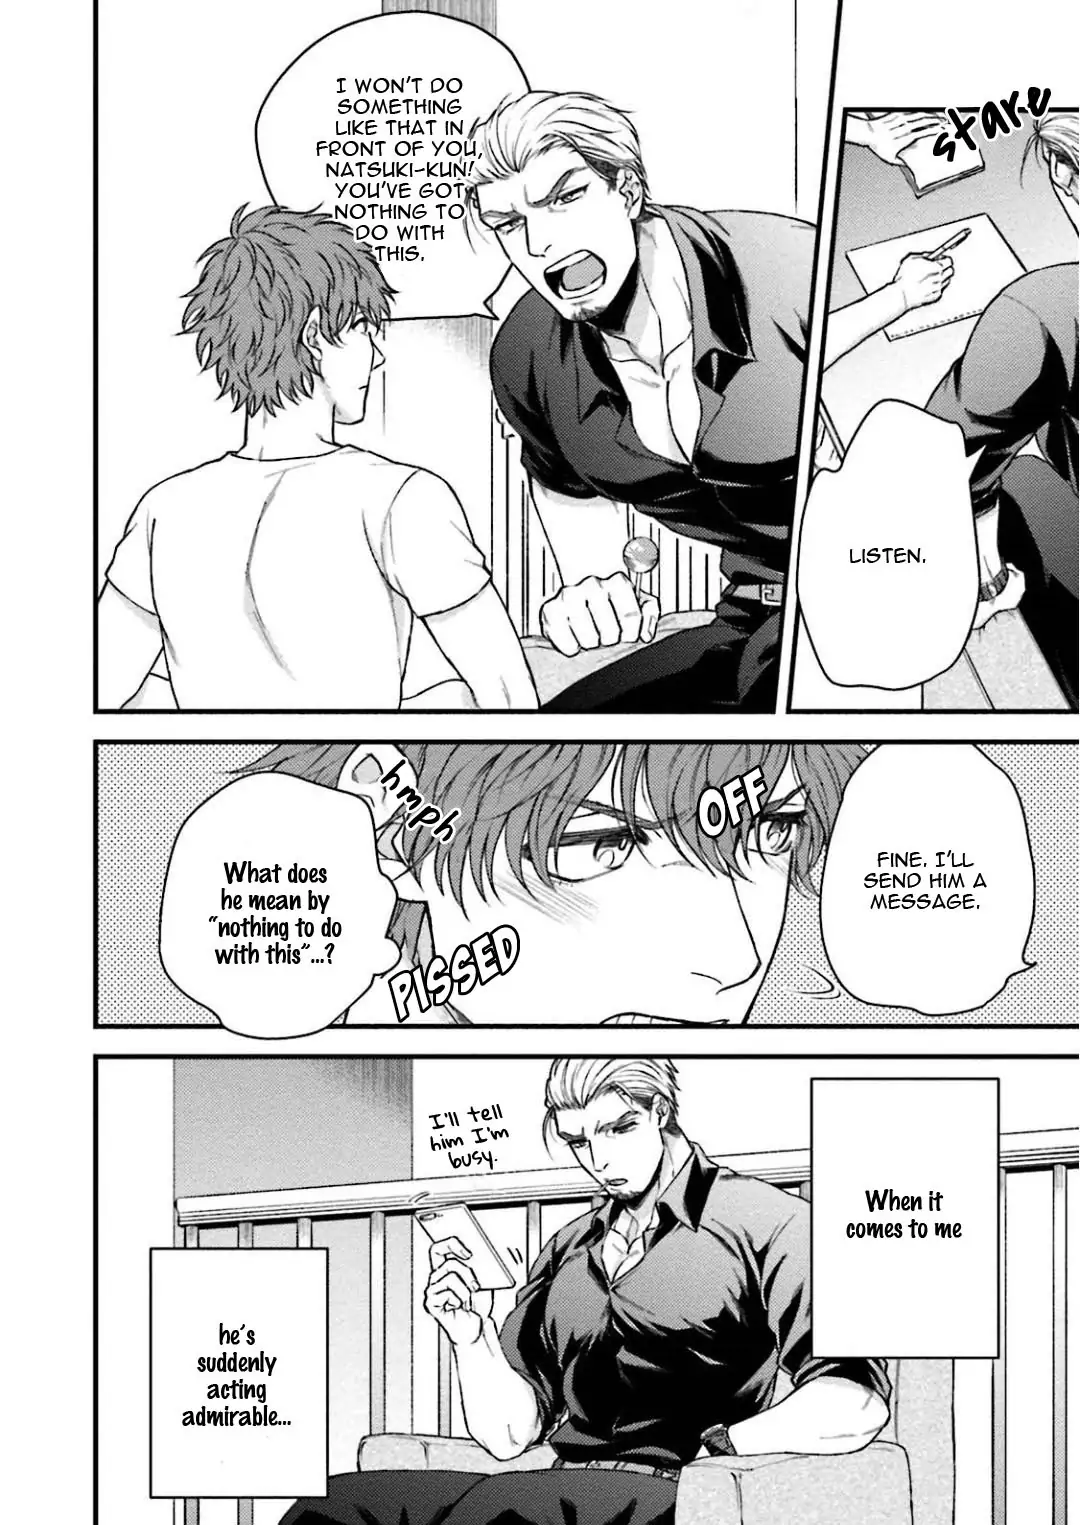 stare
LISTEN.
I WON'T DO
SOMETHING
LIKE THAT IN
FRONT OF YOU,
NATSUKI-KUN!
YOU'VE GOT
NOTHING TO
DO WITH
THIS.
FINE. I'LL
SEND HIM A
MESSAGE.
PISSED
OFF
hmph
What does
he mean by
"nothing to do
with this"...?
When it
comes to me
I'll tell
him I'm
busy.
he's
suddenly
acting
admirable...